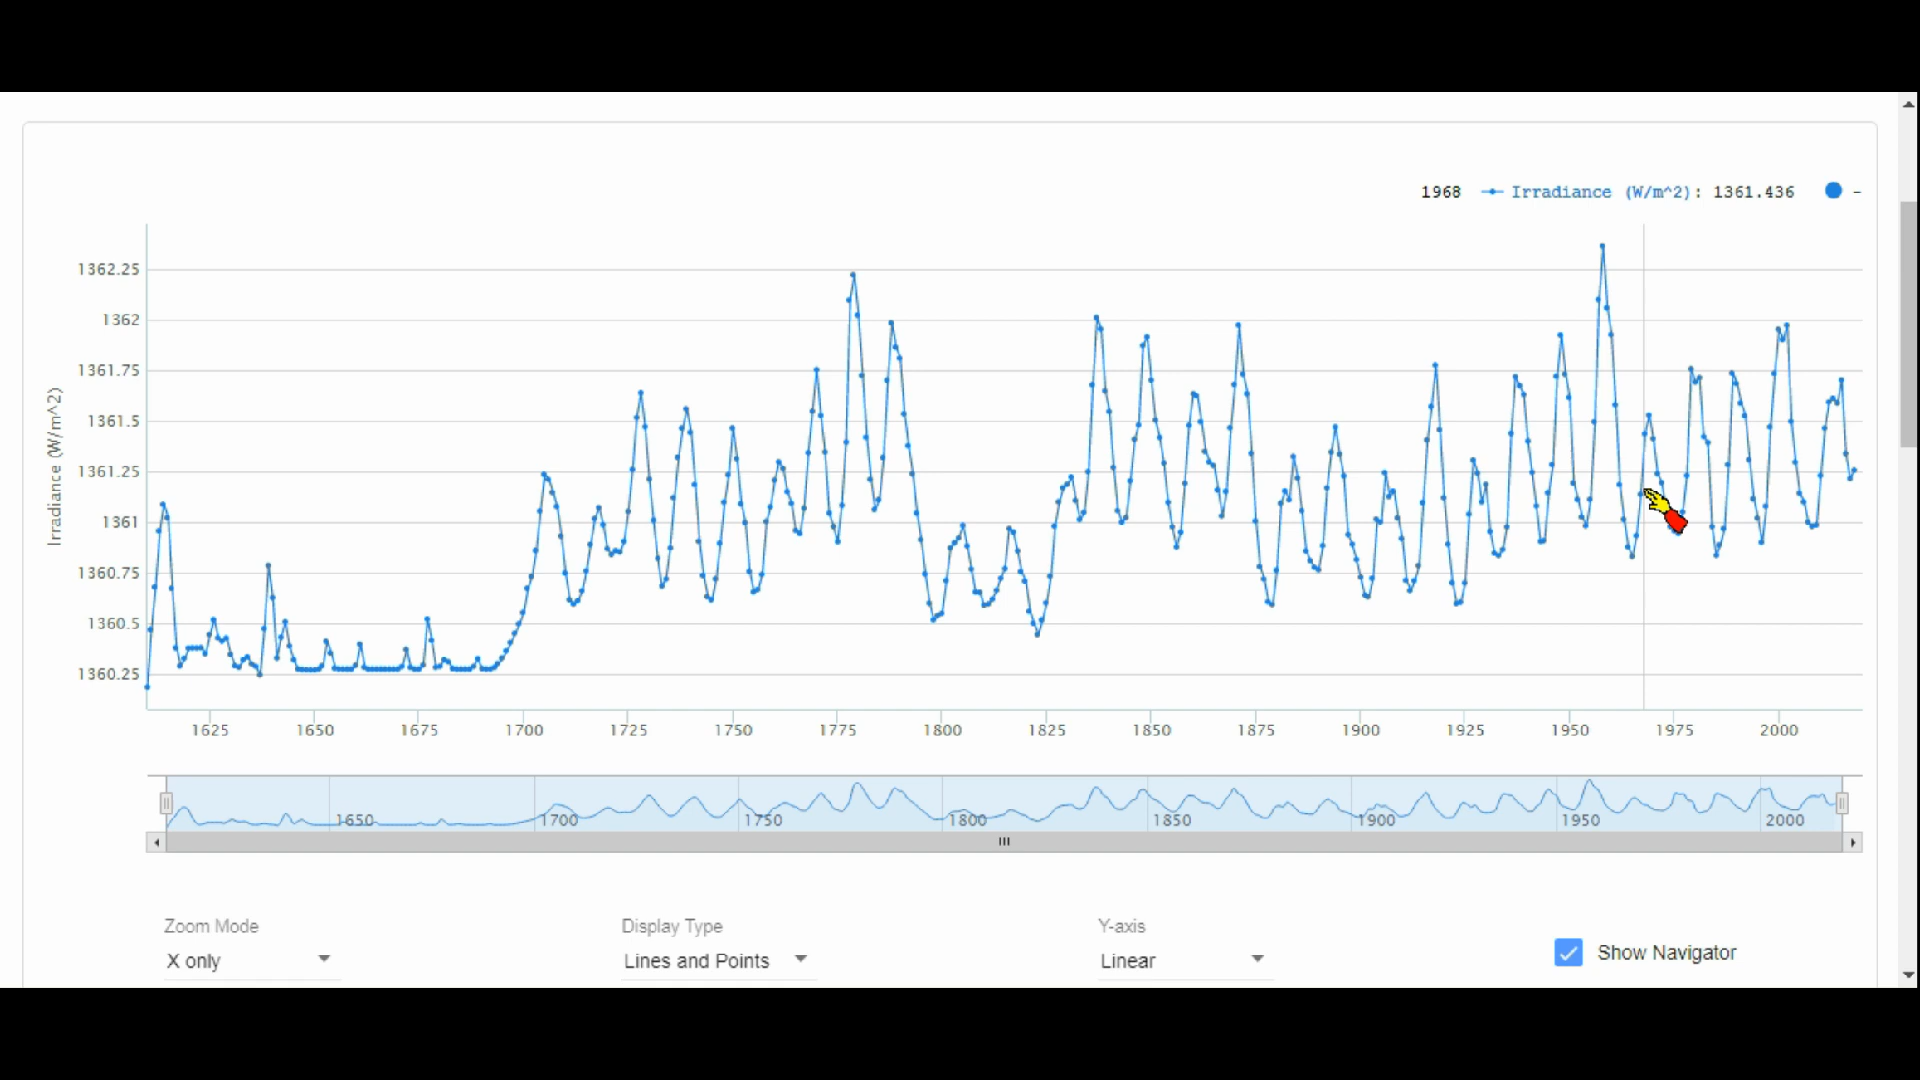 1968 Irradiance (W/m^2): 1361.436 –
Irradiance (W/m^2)
1362.25
1362
1361.75
1361.5
1361.25
1361
1360.75
1360.5
1360.25
1625 1650 1675 1700 1725 1750 1775 1800 1825 1850 1875 1900 1925 1950 1975 2000
1650 1700 1750 1800 1850 1900 1950 2000
Zoom Mode Display Type Y-axis
X only Lines and Points Linear Show Navigator